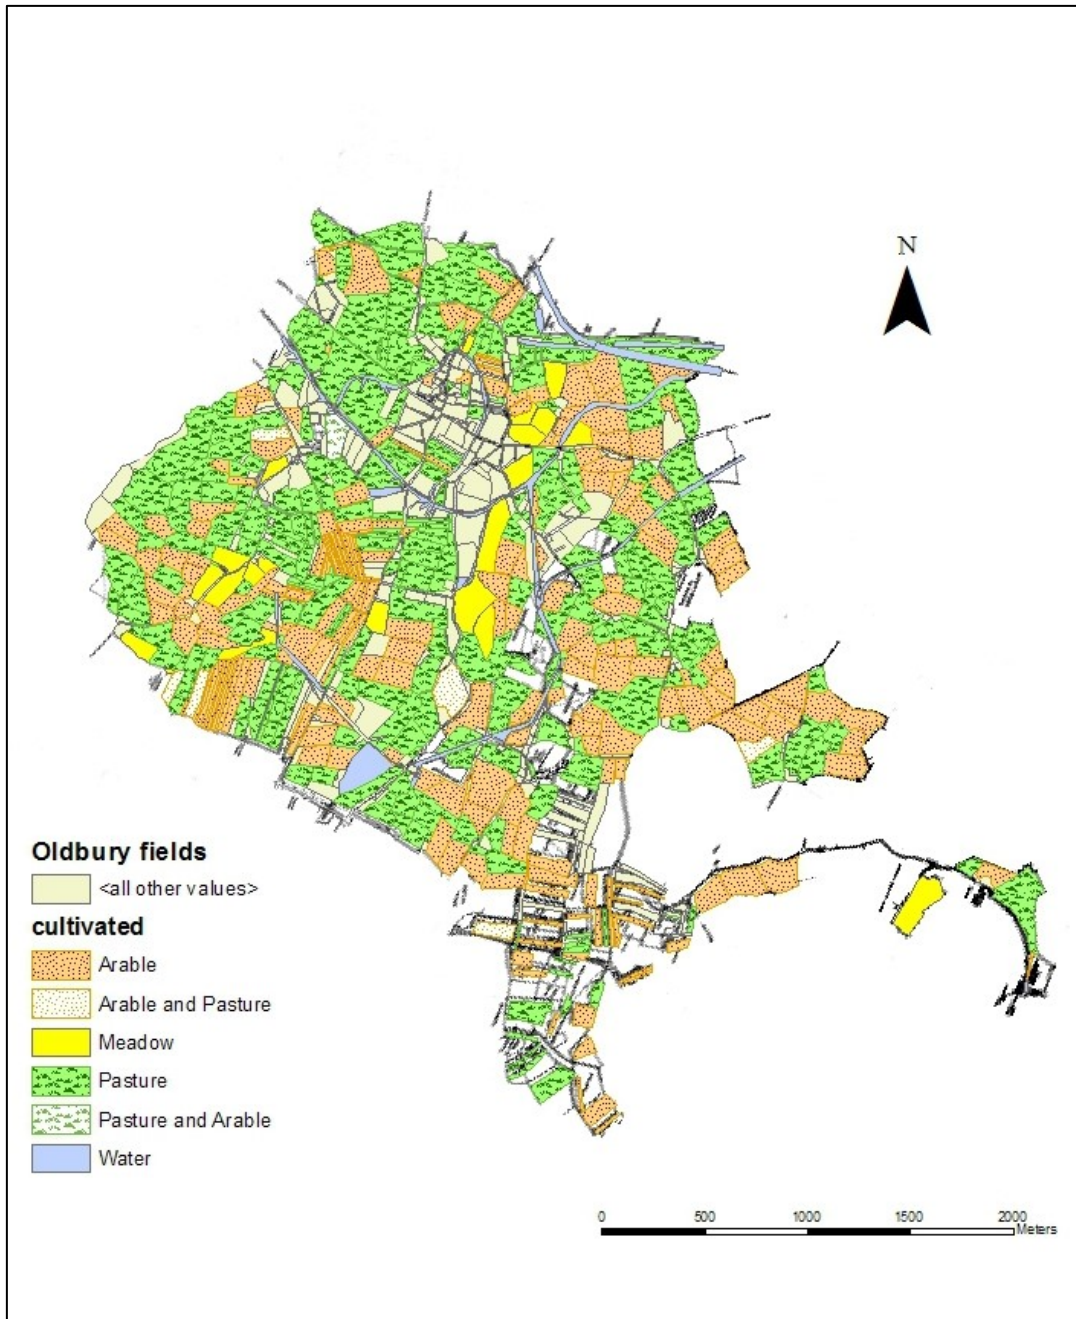 N
Oldbury fields
<all other values>
cultivated
Arable
Arable and Pasture
Meadow
Pasture
Pasture and Arable
Water
0 500 1000 1500 2000
Meters